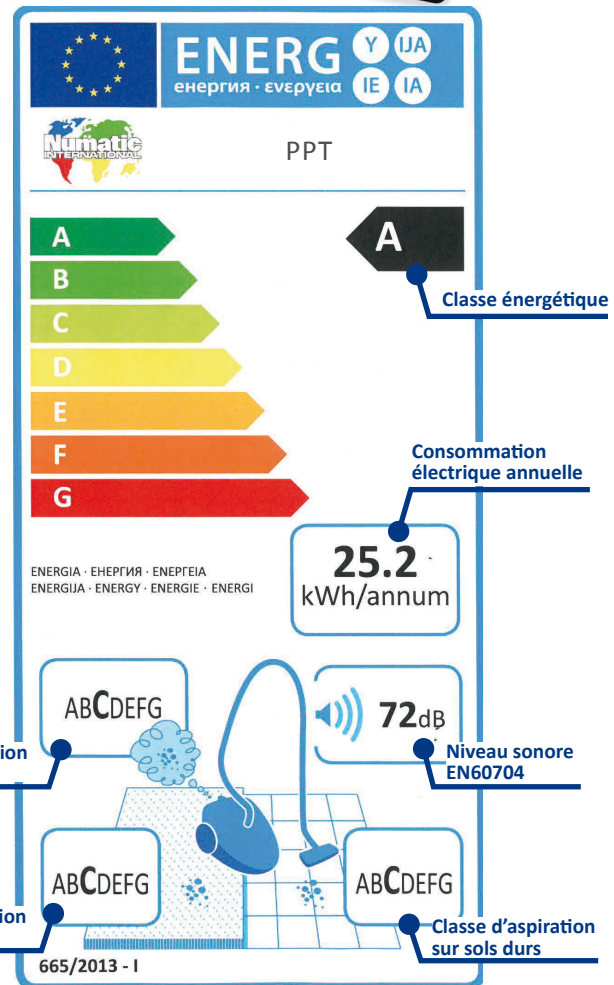 ENERG
Y IJA
IE IA
енергия · ενεργεια
Numatic
INTERNATIONAL
PPT
A
A
B
C
D
E
F
G
Classe énergétique
Consommation
électrique annuelle
25.2
kWh/annum
ENERGIA · ЕНЕРГИЯ · ΕΝΕΡΓΕΙΑ
ENERGIJA · ENERGY · ENERGIE · ENERGI
ABCDEFG
72dB
Niveau sonore
EN60704
ABCDEFG
ABCDEFG
Classe d'aspiration
sur sols durs
665/2013 - I